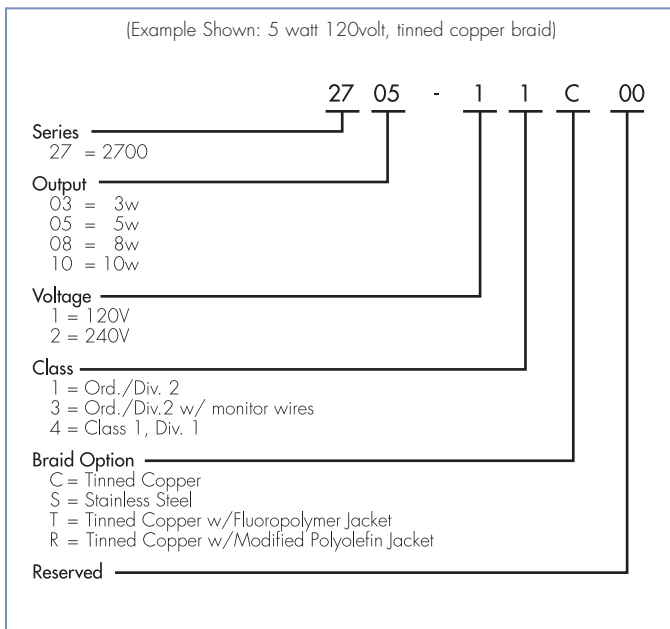 (Example Shown: 5 watt 120volt, tinned copper braid)
27 05 - 1 1 C 00
Series
27 = 2700
Output
03 = 3w
05 = 5w
08 = 8w
10 = 10w
Voltage
1 = 120V
2 = 240V
Class
1 = Ord./Div. 2
3 = Ord./Div.2 w/ monitor wires
4 = Class 1, Div. 1
Braid Option
C = Tinned Copper
S = Stainless Steel
T = Tinned Copper w/Fluoropolymer Jacket
R = Tinned Copper w/Modified Polyolefin Jacket
Reserved